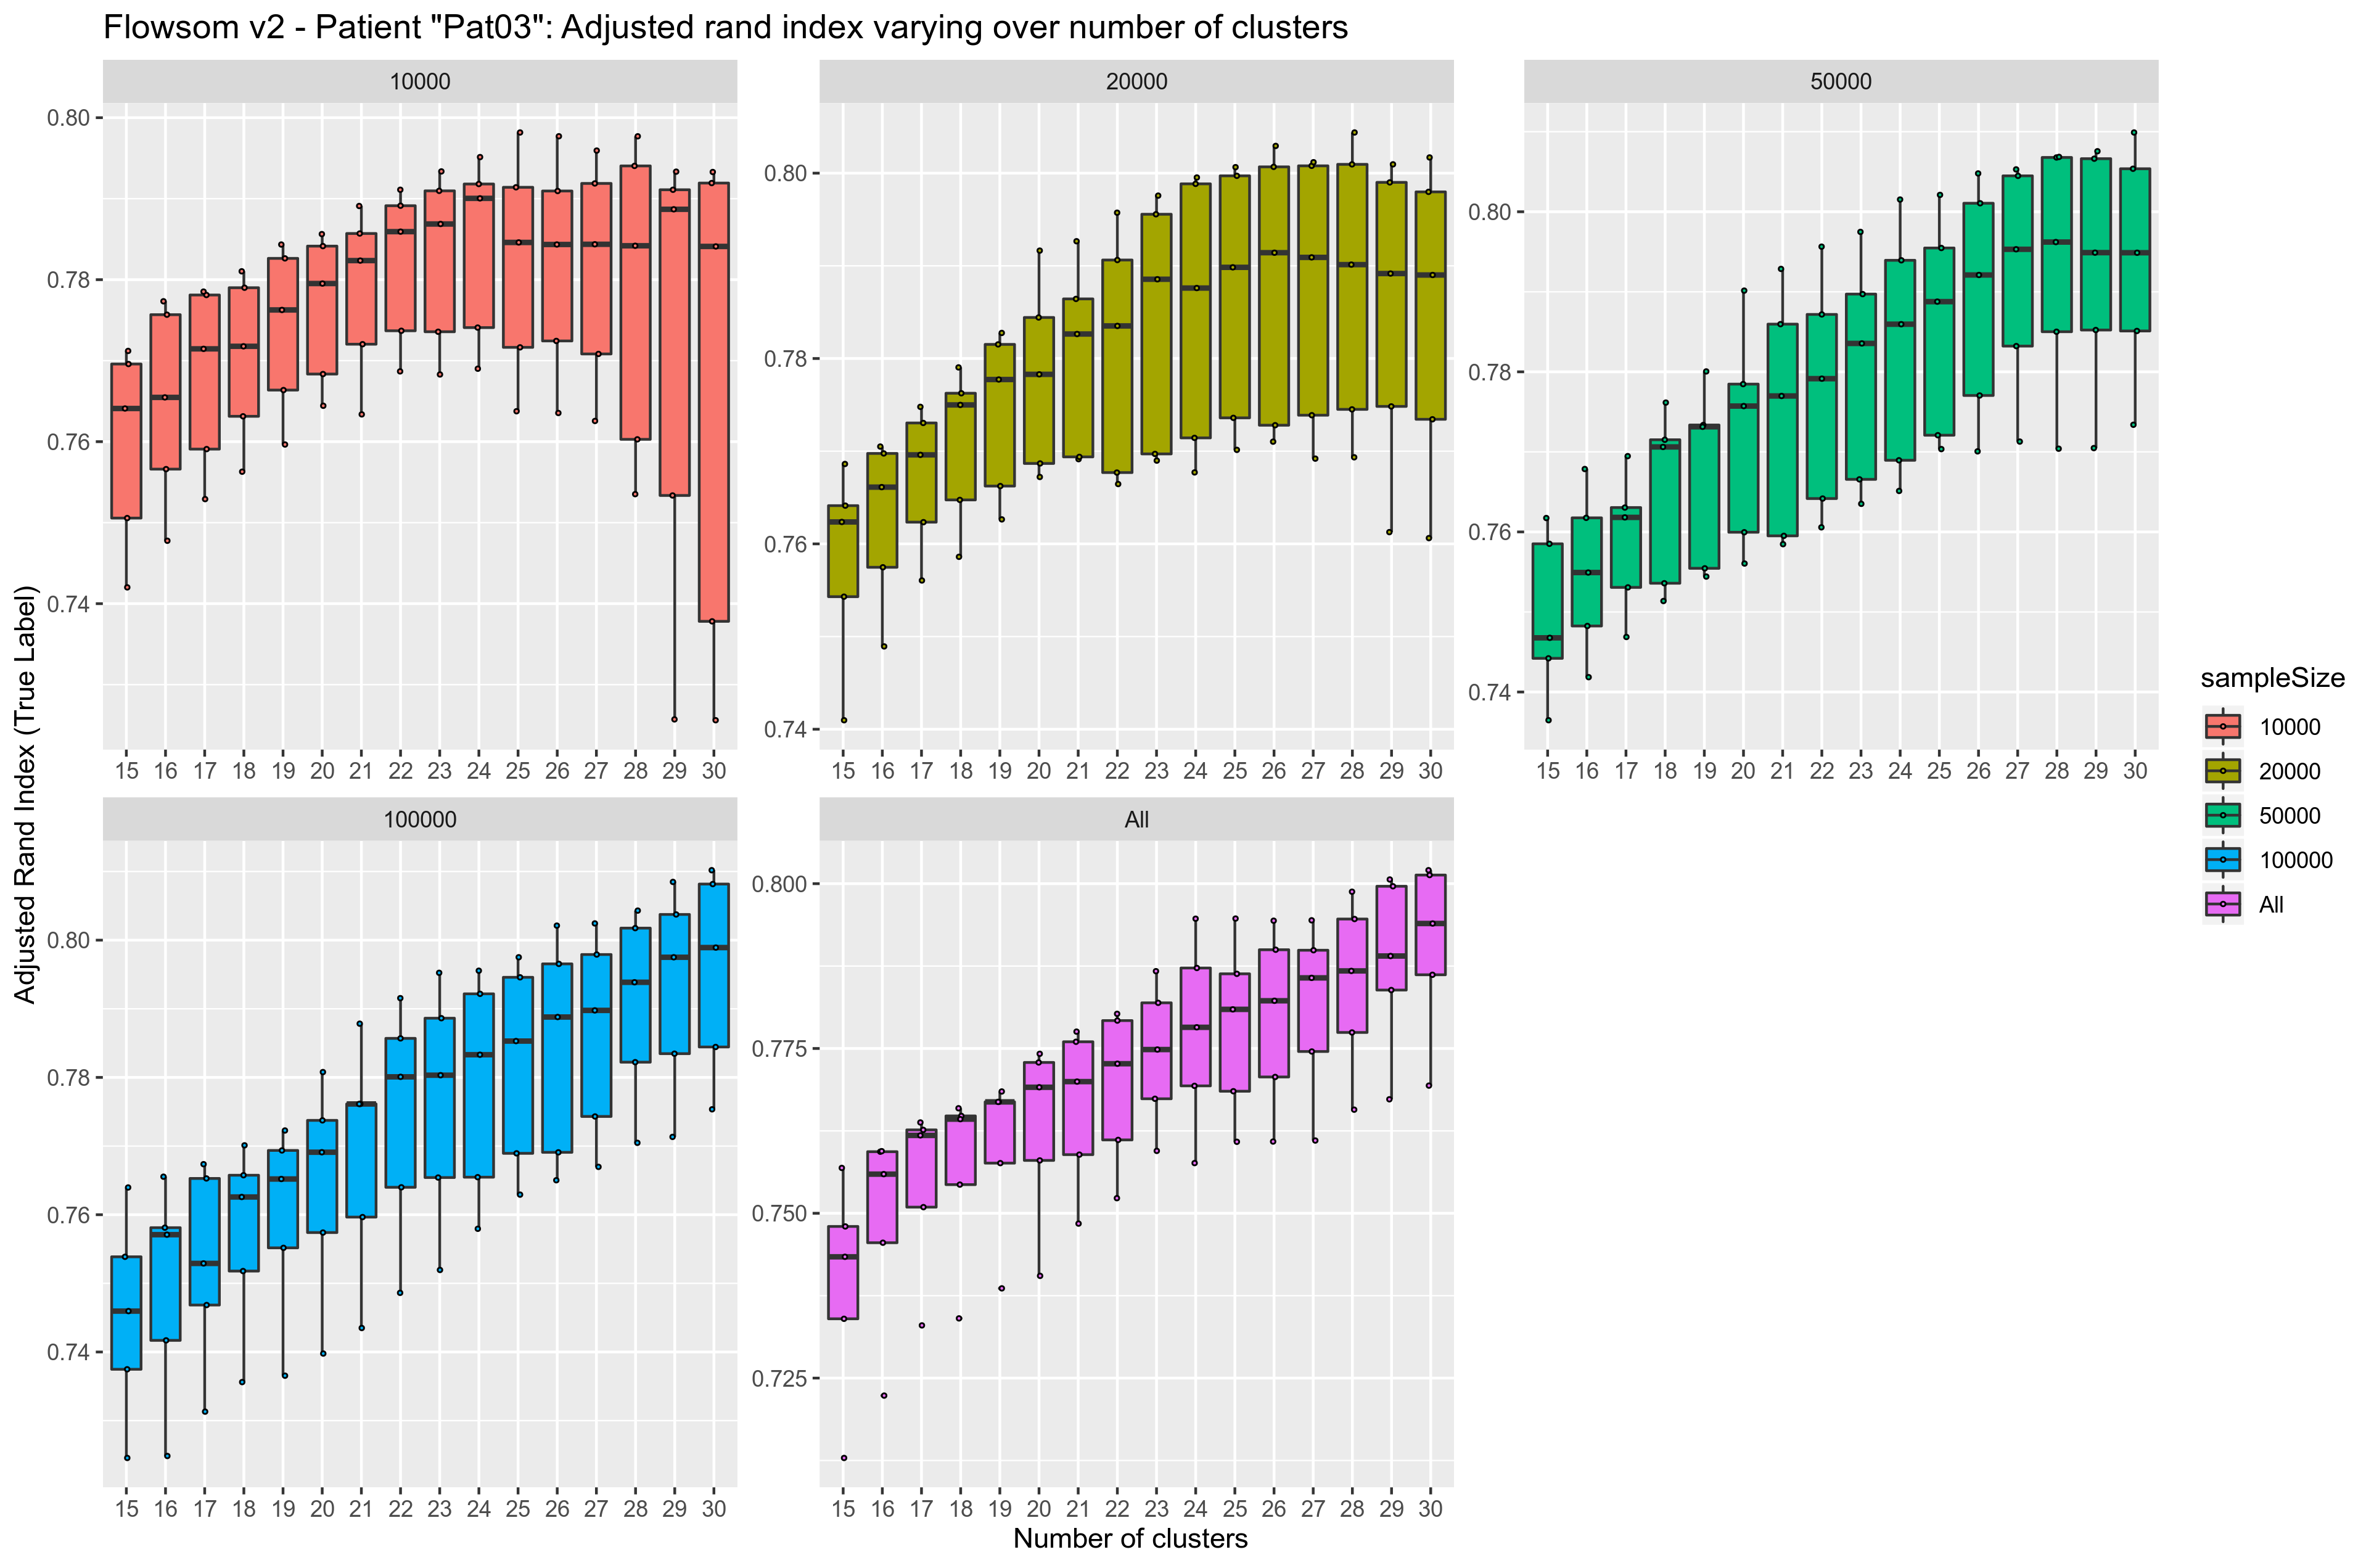 Flowsom v2 - Patient "Pat03": Adjusted rand index varying over number of clusters
10000
20000
50000
0.80
0.78
0.76
0.74
0.80
0.78
0.76
0.74
0.80
0.78
0.76
0.74
15 16 17 18 19 20 21 22 23 24 25 26 27 28 29 30
15 16 17 18 19 20 21 22 23 24 25 26 27 28 29 30
15 16 17 18 19 20 21 22 23 24 25 26 27 28 29 30
Adjusted Rand Index (True Label)
100000
All
0.80
0.78
0.76
0.74
0.800
0.775
0.750
0.725
15 16 17 18 19 20 21 22 23 24 25 26 27 28 29 30
15 16 17 18 19 20 21 22 23 24 25 26 27 28 29 30
Number of clusters
sampleSize
10000
20000
50000
100000
All